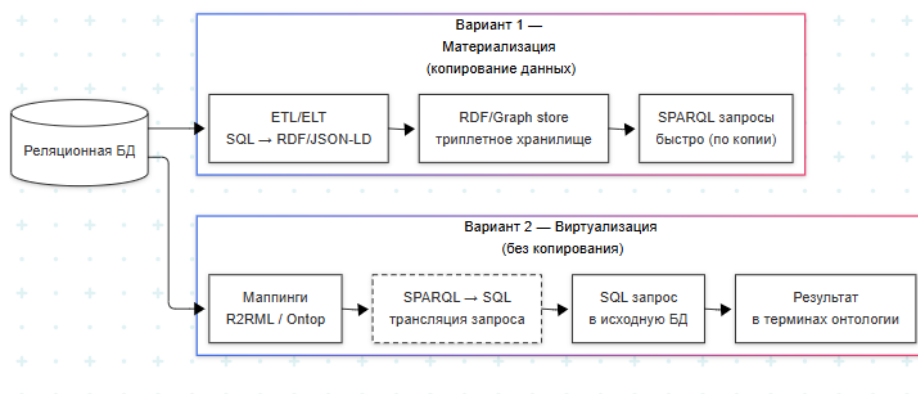 Вариант 1 —
Материализация
(копирование данных)
Реляционная БД
ETL/ELT
SQL → RDF/JSON-LD
RDF/Graph store
триплетное хранилище
SPARQL запросы
быстро (по копии)
Вариант 2 — Виртуализация
(без копирования)
Маппинги
R2RML / Ontop
SPARQL → SQL
трансляция запроса
SQL запрос
в исходную БД
Результат
в терминах онтологии